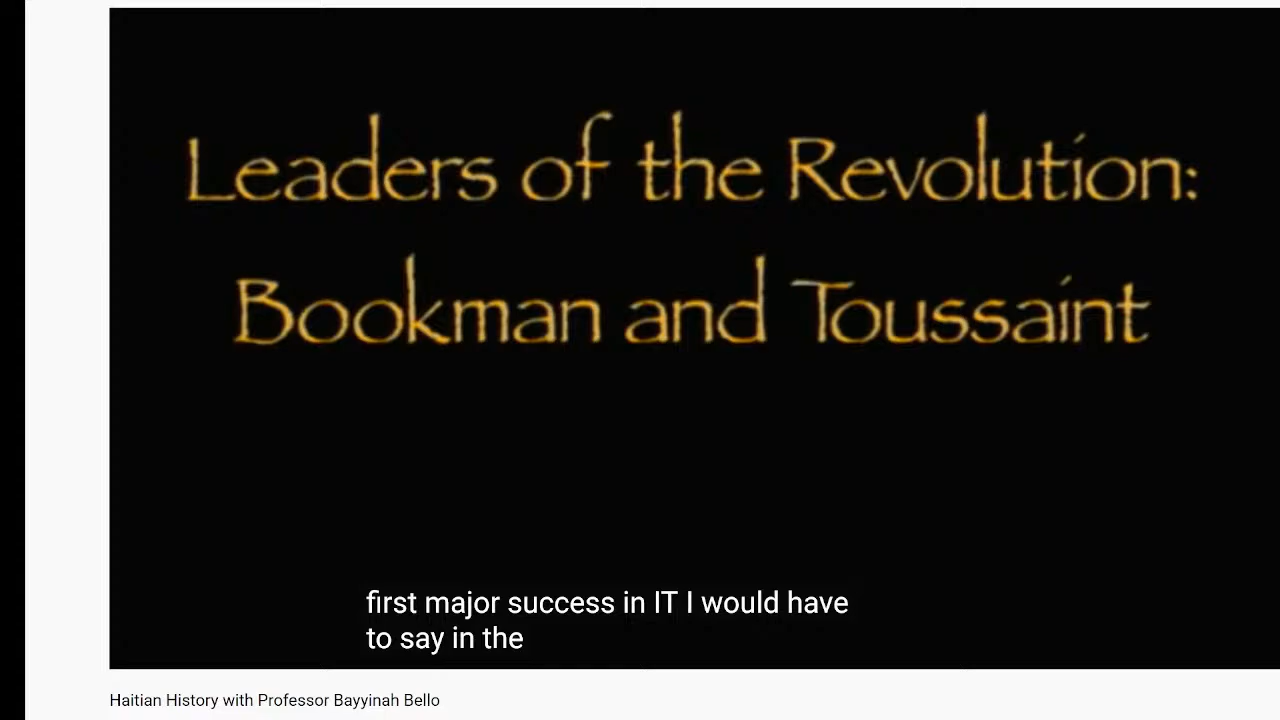 Leaders of the Revolution:
Bookman and Toussaint
first major success in IT I would have
to say in the
Haitian History with Professor Bayyinah Bello